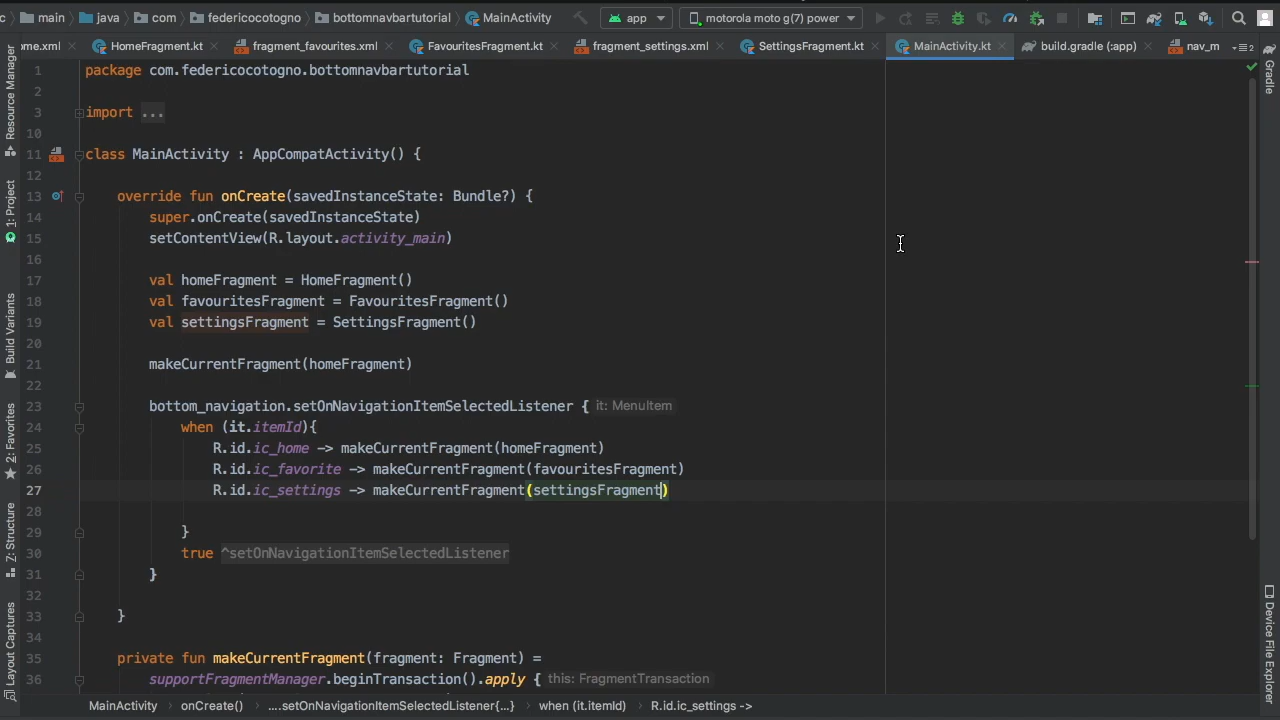 main java com federicocotogno bottomnavbartutorial MainActivity app motorola moto g(7) power
ome.xml HomeFragment.kt fragment_favourites.xml FavouritesFragment.kt fragment_settings.xml SettingsFragment.kt MainActivity.kt build.gradle (:app) nav_m
Resource Manager
1: Project
Build Variants
2: Favorites
Z: Structure
Layout Captures
1 package com.federicocotogno.bottomnavbartutorial
2
3 import ...
10
11 class MainActivity : AppCompatActivity() {
12
13 override fun onCreate(savedInstanceState: Bundle?) {
14 super.onCreate(savedInstanceState)
15 setContentView(R.layout.activity_main)
16
17 val homeFragment = HomeFragment()
18 val favouritesFragment = FavouritesFragment()
19 val settingsFragment = SettingsFragment()
20
21 makeCurrentFragment(homeFragment)
22
23 bottom_navigation.setOnNavigationItemSelectedListener { it: MenuItem
24 when (it.itemId){
25 R.id.ic_home -> makeCurrentFragment(homeFragment)
26 R.id.ic_favorite -> makeCurrentFragment(favouritesFragment)
27 R.id.ic_settings -> makeCurrentFragment(settingsFragment)
28
29 }
30 true ^setOnNavigationItemSelectedListener
31 }
32
33 }
34
35 private fun makeCurrentFragment(fragment: Fragment) =
36 supportFragmentManager.beginTransaction().apply { this: FragmentTransaction
Gradle
Device File Explorer
MainActivity onCreate() ....setOnNavigationItemSelectedListener{...} when (it.itemId) R.id.ic_settings ->